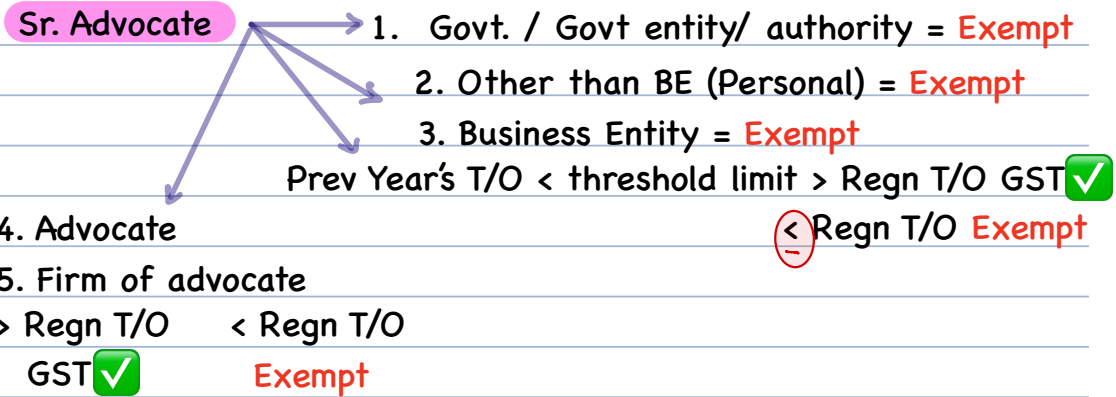 Sr. Advocate 1. Govt. / Govt entity/ authority = Exempt
2. Other than BE (Personal) = Exempt
3. Business Entity = Exempt
Prev Year's T/O < threshold limit > Regn T/O GST ✅
4. Advocate ≤ Regn T/O Exempt
5. Firm of advocate
> Regn T/O < Regn T/O
GST ✅ Exempt